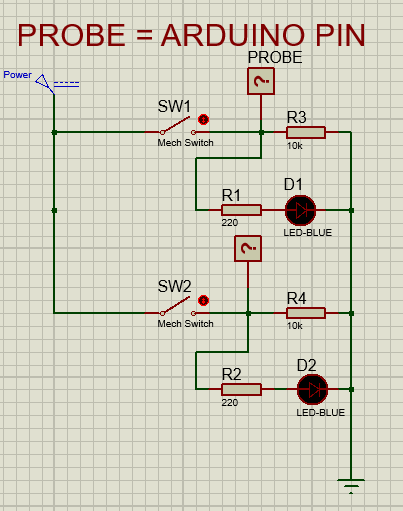 PROBE = ARDUINO PIN
PROBE
Power
?
SW1
R3
Mech Switch
10k
R1
D1
220
LED-BLUE
?
SW2
R4
Mech Switch
10k
R2
D2
220
LED-BLUE